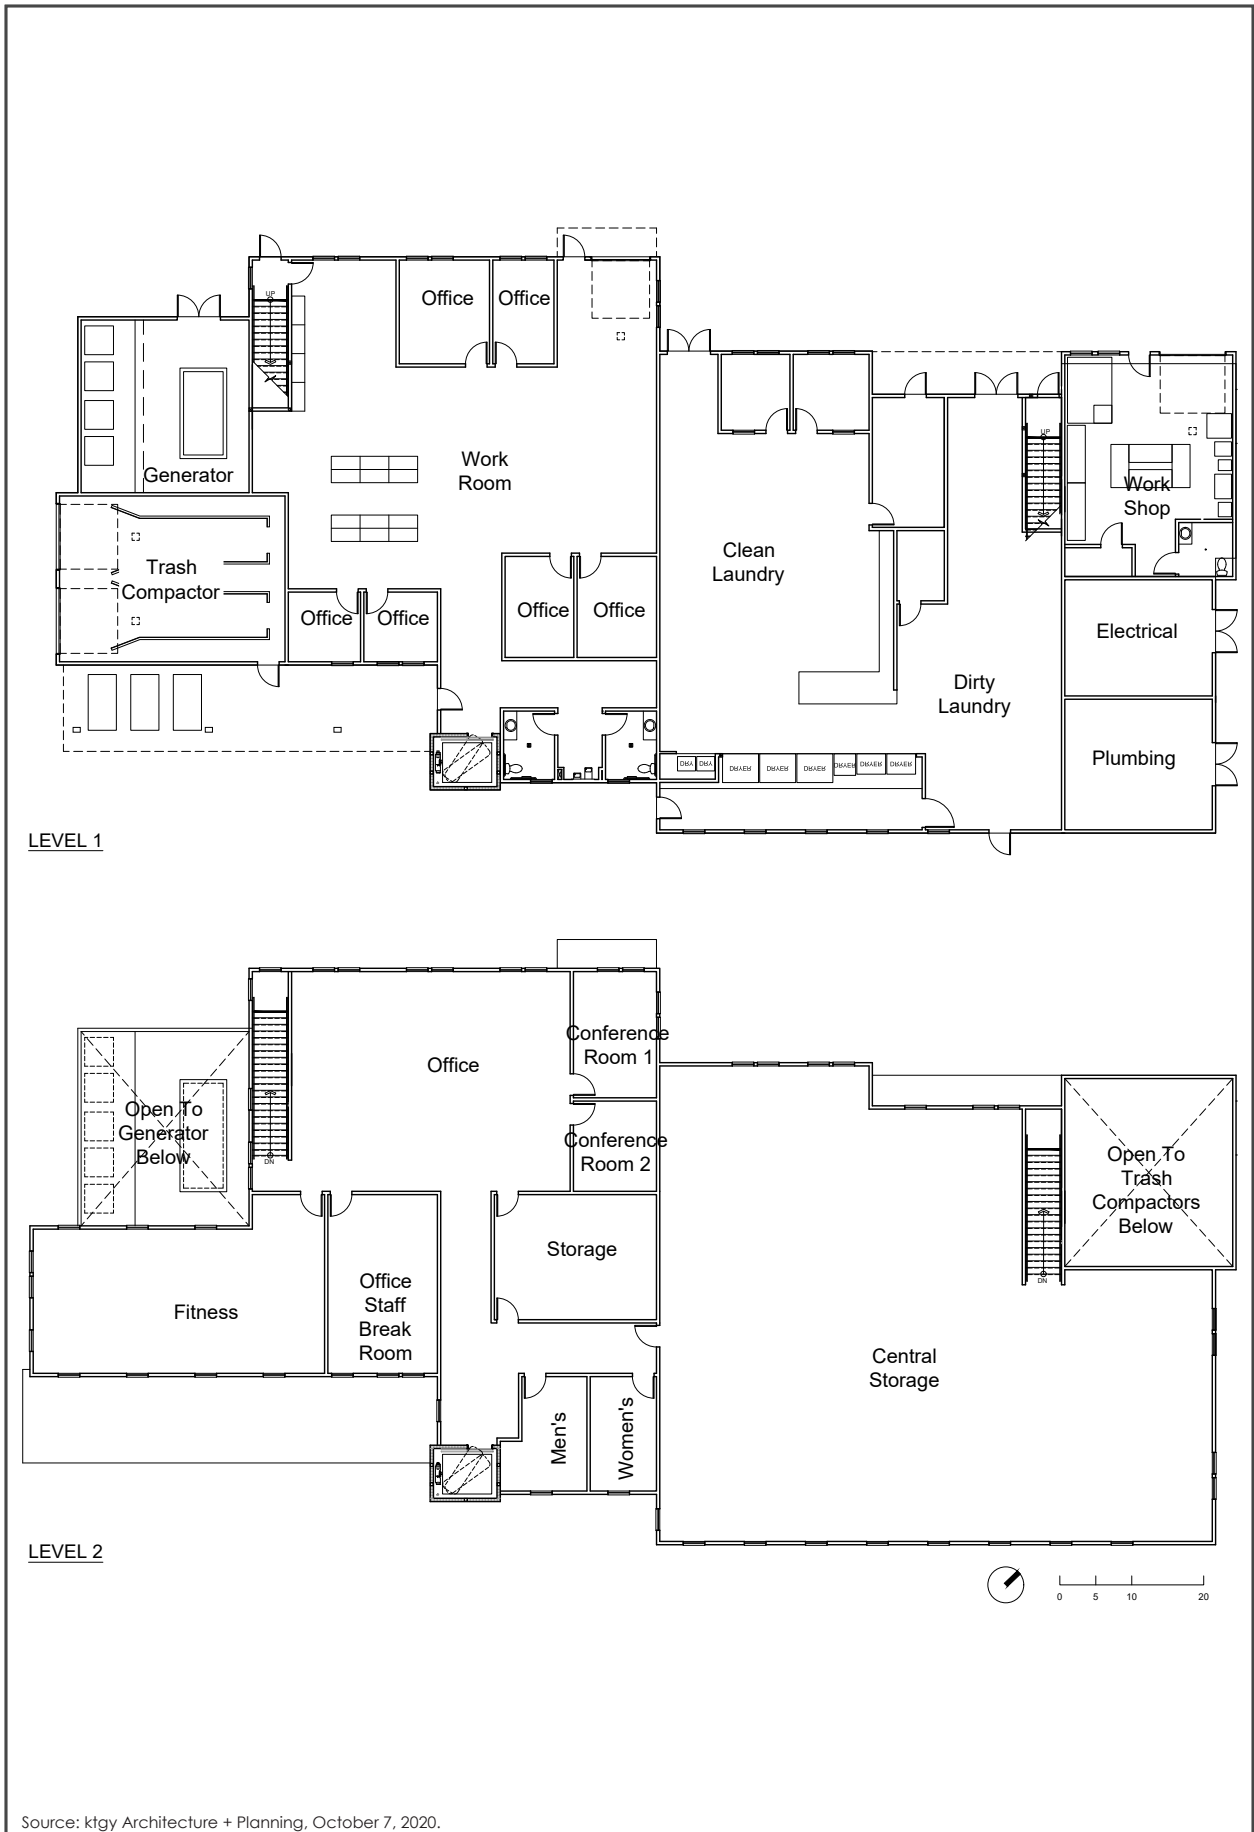 UP
Office
Office
Generator
Work
Room
Trash
Compactor
Office
Office
Office
Office
Clean
Laundry
UP
Work
Shop
Dirty
Laundry
Electrical
Plumbing
DRY
DRY
DRYER
DRYER
DRYER
DRYER
DRYER
DRYER
LEVEL 1
Office
Conference
Room 1
Conference
Room 2
Open To
Generator
Below
DN
Storage
Fitness
Office
Staff
Break
Room
Men's
Women's
Central
Storage
Open To
Trash
Compactors
Below
DN
LEVEL 2
0 5 10 20
Source: ktgy Architecture + Planning, October 7, 2020.